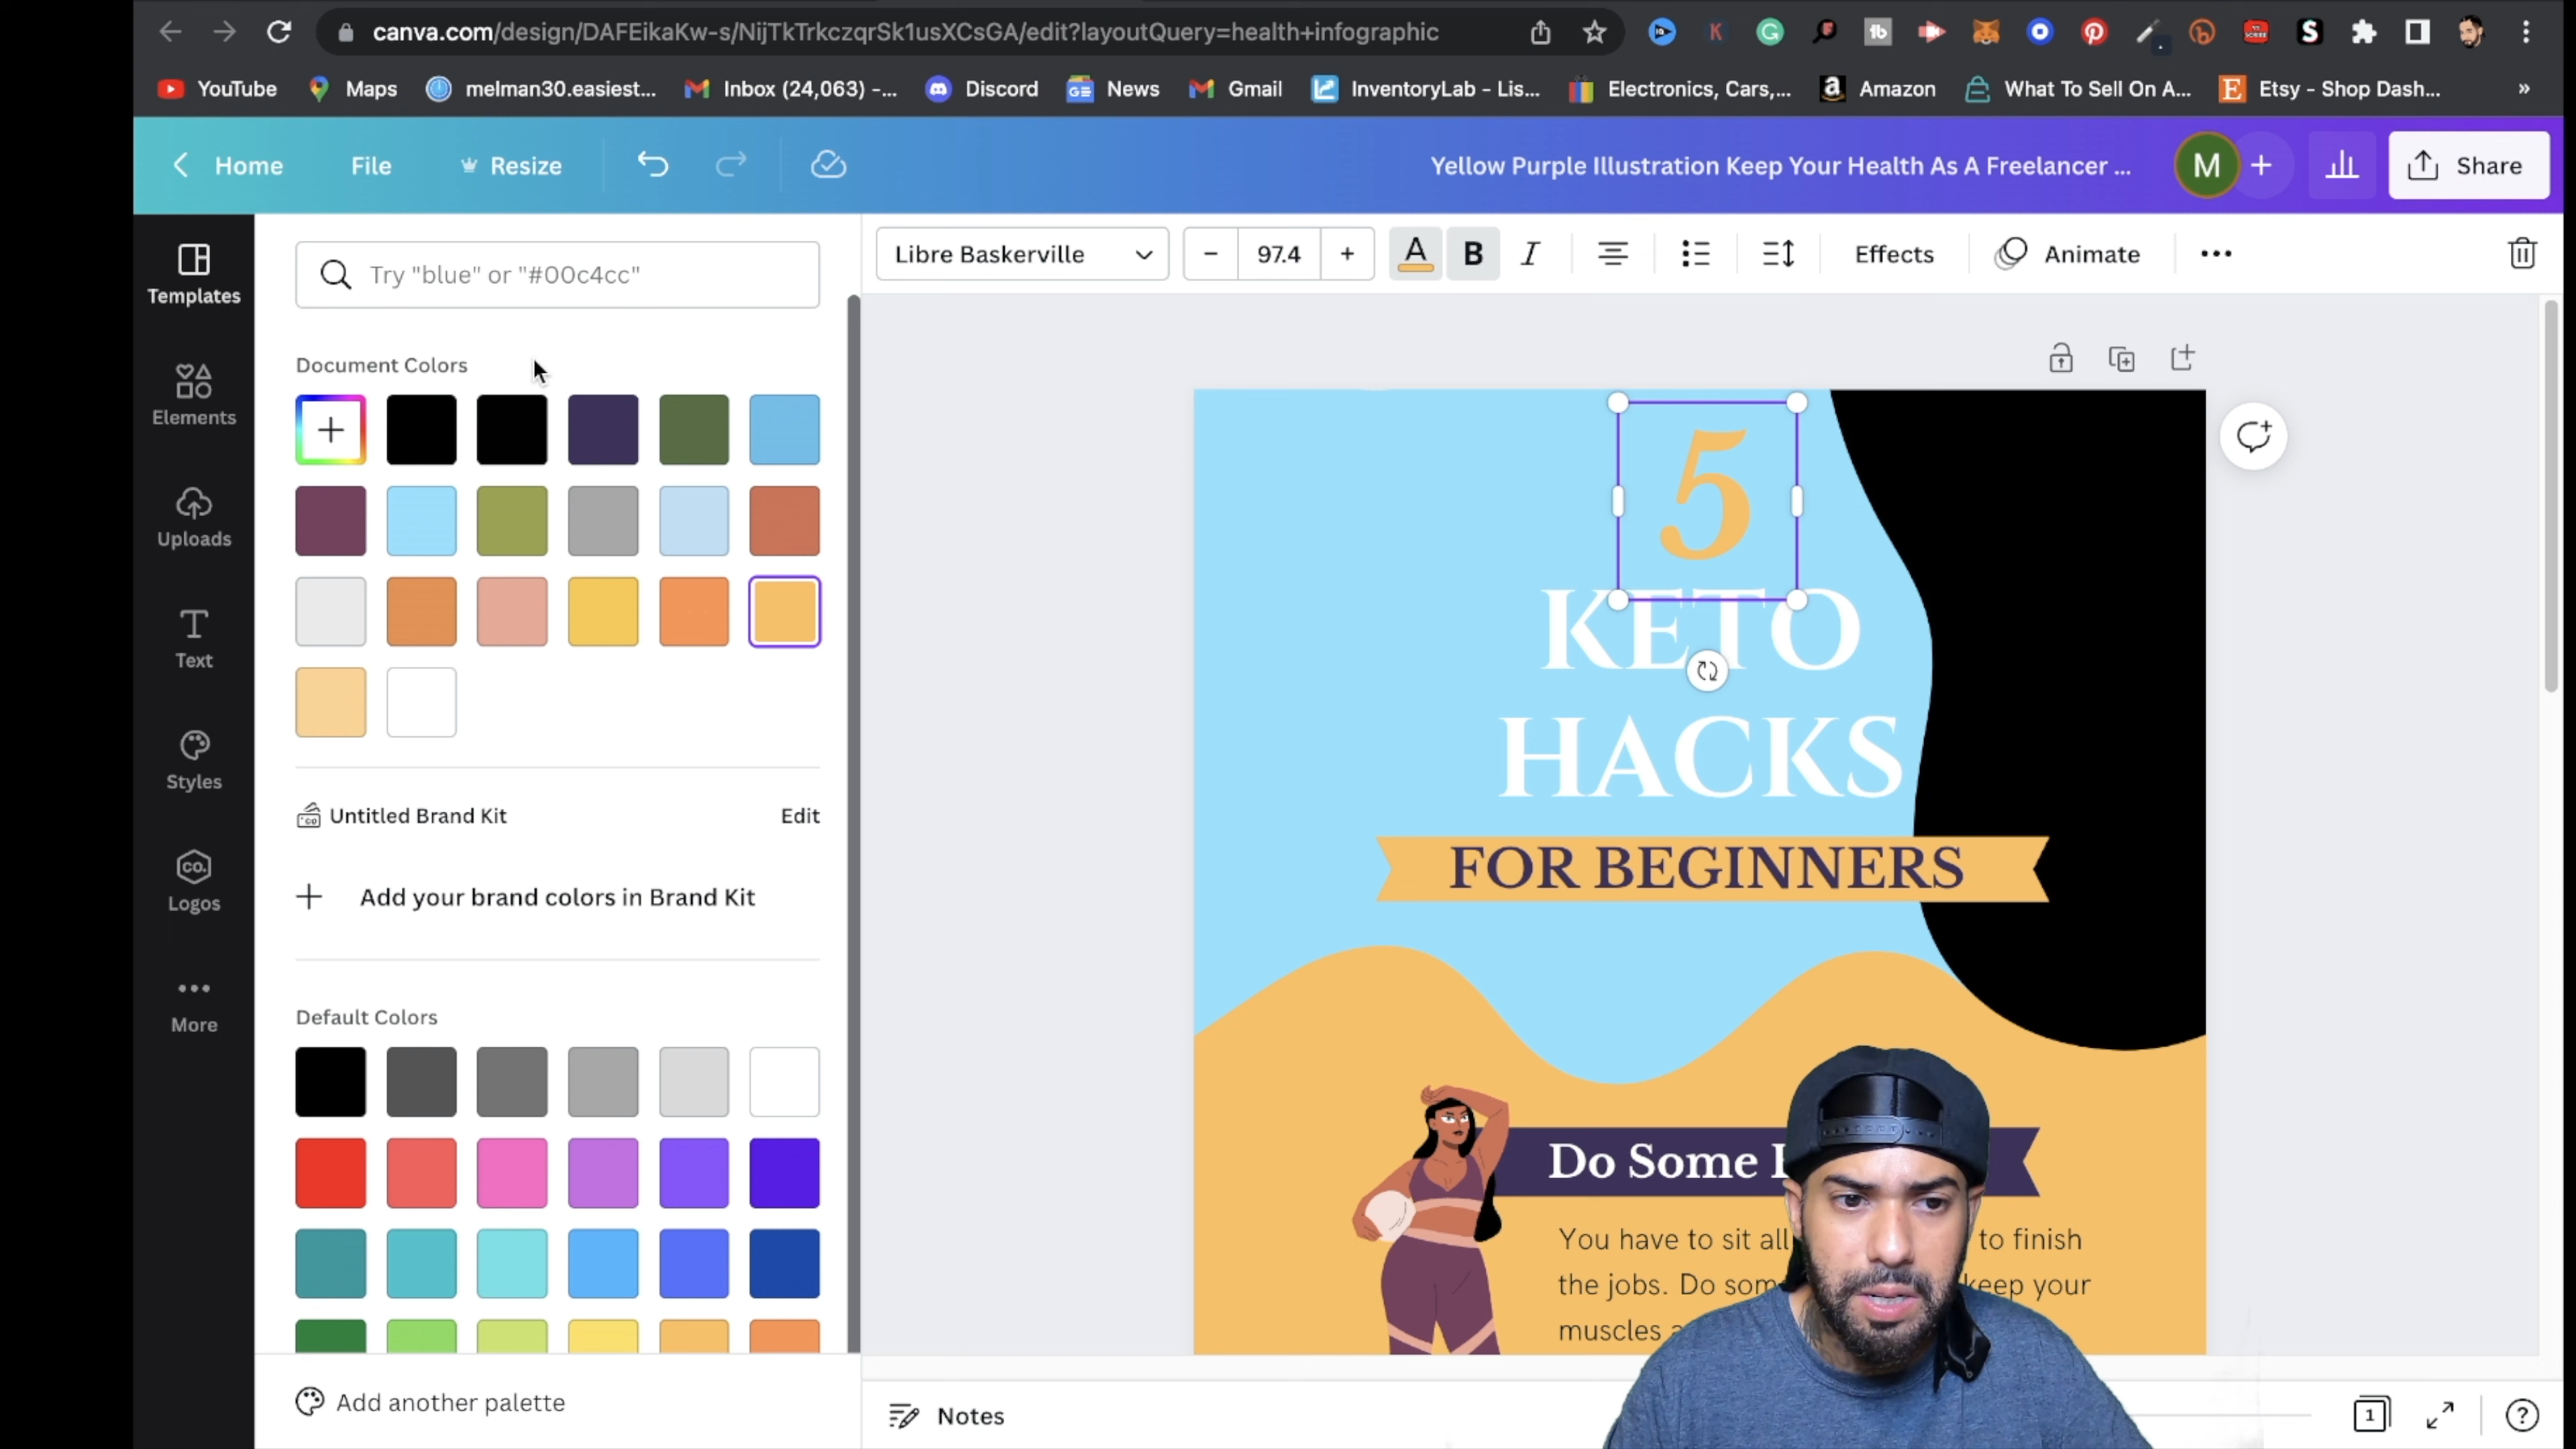 canva.com/design/DAFEikaKw-s/NijTkTrkczqrSk1usXCsGA/edit?layoutQuery=health+infographic
YouTube Maps melman30.easiest... Inbox (24,063) -... Discord News Gmail InventoryLab - Lis... Electronics, Cars,... Amazon What To Sell On A... Etsy - Shop Dash... »
Home File Resize Yellow Purple Illustration Keep Your Health As A Freelancer ... M + Share
Libre Baskerville − 97.4 + A B I Effects Animate
Templates
Elements
Uploads
Text
Styles
Logos
More
Try "blue" or "#00c4cc"
Document Colors
Untitled Brand Kit Edit
Add your brand colors in Brand Kit
Default Colors
Add another palette
5
KETO
HACKS
FOR BEGINNERS
Do Some
You have to sit all to finish
the jobs. Do som keep your
muscles
Notes
1
?